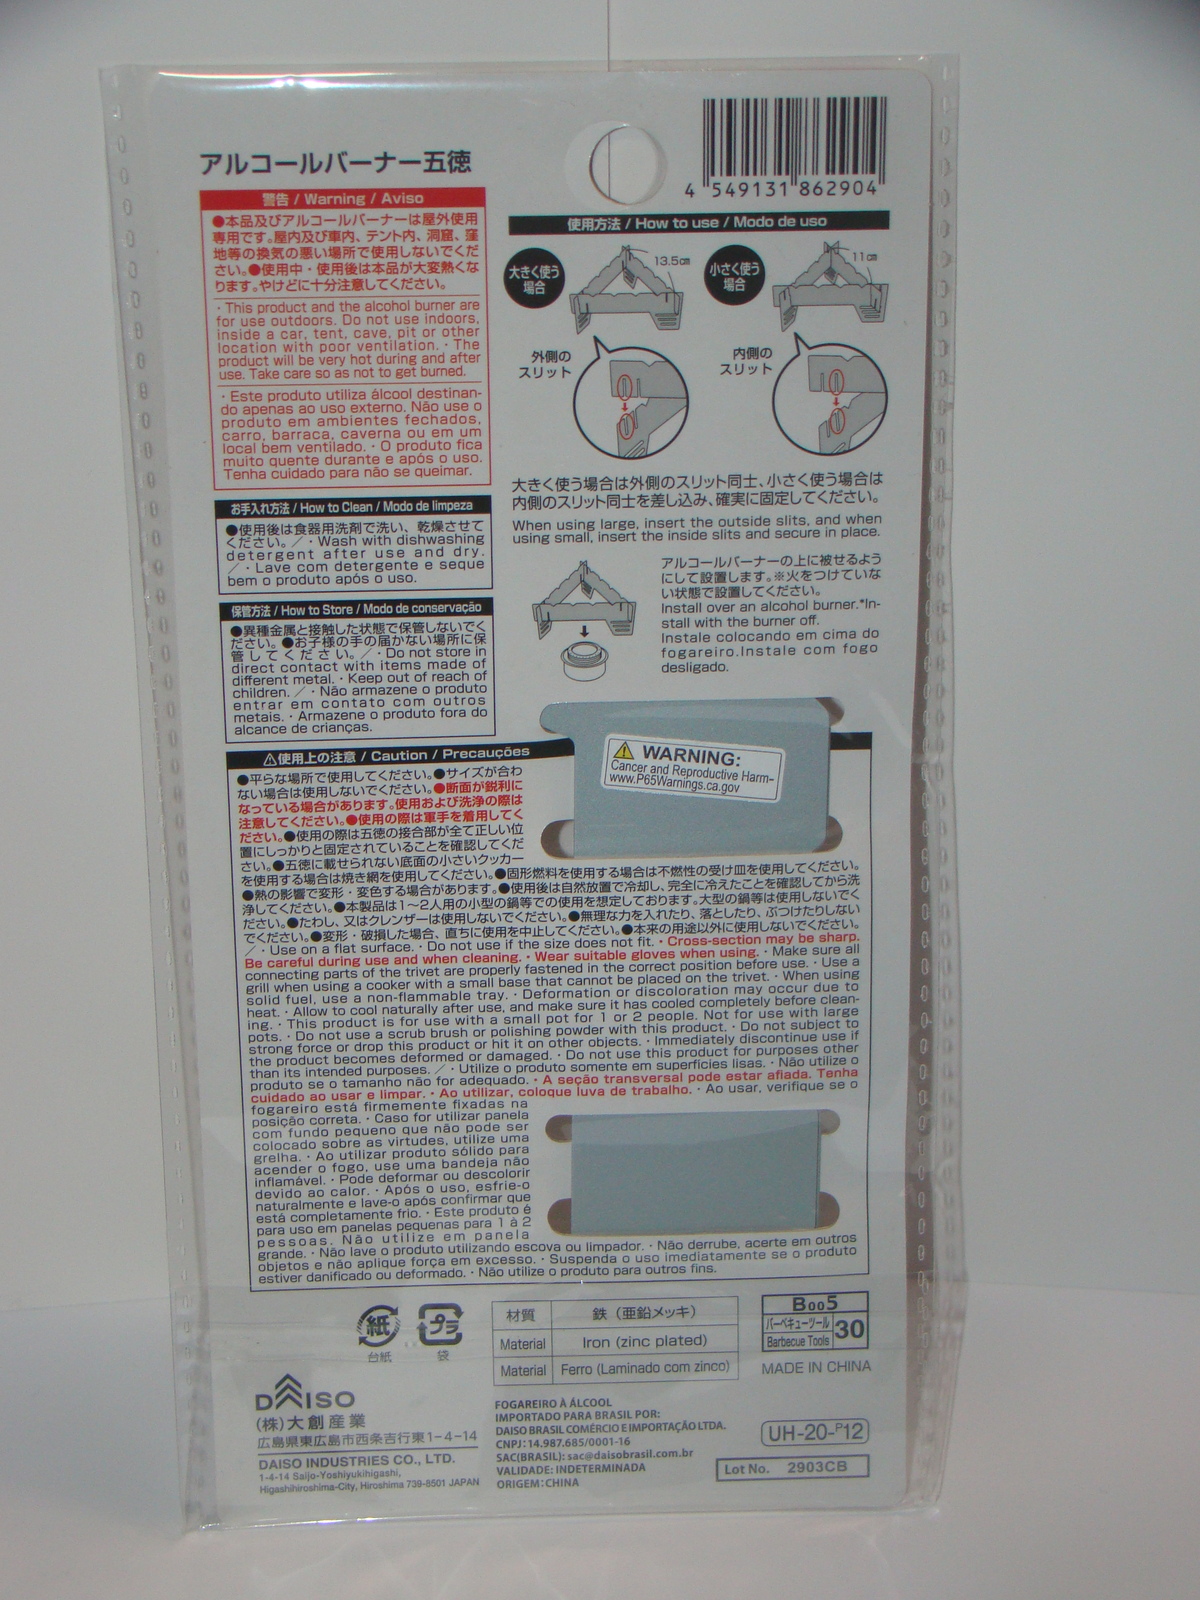 アルコールバーナー五徳
警告 / Warning / Aviso
●本品及びアルコールバーナーは屋外使用
専用です。屋内及び車内、テント内、洞窟、窪
地等の換気の悪い場所で使用しないでくだ
さい。●使用中・使用後は本品が大変熱くな
ります。やけどに十分注意してください。
・This product and the alcohol burner are
for use outdoors. Do not use indoors,
inside a car, tent, cave, pit or other
location with poor ventilation. ・The
product will be very hot during and after
use. Take care so as not to get burned.
・Este produto utiliza álcool destinan-
do apenas ao uso externo. Não use o
produto em ambientes fechados,
carro, barraca, caverna ou em um
local bem ventilado. ・O produto fica
muito quente durante e após o uso.
Tenha cuidado para não se queimar.
お手入れ方法 / How to Clean / Modo de limpeza
●使用後は食器用洗剤で洗い、乾燥させて
ください。／・Wash with dishwashing
detergent after use and dry.
／・Lave com detergente e seque
bem o produto após o uso.
保管方法 / How to Store / Modo de conservação
●異種金属と接触した状態で保管しないでく
ださい。●お子様の手の届かない場所に保
管してください。／・Do not store in
direct contact with items made of
different metal. ・Keep out of reach of
children. ／・Não armazene o produto
entrar em contato com outros
metais. ・Armazene o produto fora do
alcance de crianças.
4 549131 862904
使用方法 / How to use / Modo de uso
大きく使う
場合
13.5㎝
小さく使う
場合
11㎝
外側の
スリット
内側の
スリット
大きく使う場合は外側のスリット同士、小さく使う場合は
内側のスリット同士を差し込み、確実に固定してください。
When using large, insert the outside slits, and when
using small, insert the inside slits and secure in place.
アルコールバーナーの上に被せるよう
にして設置します。※火をつけていな
い状態で設置してください。
Install over an alcohol burner.*In-
stall with the burner off.
Instale colocando em cima do
fogareiro.Instale com fogo
desligado.
⚠使用上の注意 / Caution / Precauções
⚠ WARNING:
Cancer and Reproductive Harm-
www.P65Warnings.ca.gov
●平らな場所で使用してください。●サイズが合わ
ない場合は使用しないでください。●断面が鋭利に
なっている場合があります。使用および洗浄の際は
注意してください。●使用の際は軍手を着用してく
ださい。●使用の際は五徳の接合部が全て正しい位
置にしっかりと固定されていることを確認してくだ
さい。●五徳に載せられない底面の小さいクッカー
を使用する場合は焼き網を使用してください。●固形燃料を使用する場合は不燃性の受け皿を使用してください。
●熱の影響で変形・変色する場合があります。●使用後は自然放置で冷却し、完全に冷えたことを確認してから洗
浄してください。●本製品は1～2人用の小型の鍋等での使用を想定しております。大型の鍋等は使用しないでく
ださい。●たわし、又はクレンザーは使用しないでください。●無理な力を入れたり、落としたり、ぶつけたりしない
でください。●変形・破損した場合、直ちに使用を中止してください。●本来の用途以外に使用しないでください。
／・Use on a flat surface. ・Do not use if the size does not fit. ・Cross-section may be sharp.
Be careful during use and when cleaning. ・Wear suitable gloves when using. ・Make sure all
connecting parts of the trivet are properly fastened in the correct position before use. ・Use a
grill when using a cooker with a small base that cannot be placed on the trivet. ・When using
solid fuel, use a non-flammable tray. ・Deformation or discoloration may occur due to
heat. ・Allow to cool naturally after use, and make sure it has cooled completely before clean-
ing. ・This product is for use with a small pot for 1 or 2 people. Not for use with large
pots. ・Do not use a scrub brush or polishing powder with this product. ・Do not subject to
strong force or drop this product or hit it on other objects. ・Immediately discontinue use if
the product becomes deformed or damaged. ・Do not use this product for purposes other
than its intended purposes. ／・Utilize o produto somente em superfícies lisas. ・Não utilize o
produto se o tamanho não for adequado. ・A seção transversal pode estar afiada. Tenha
cuidado ao usar e limpar. ・Ao utilizar, coloque luva de trabalho. ・Ao usar, verifique se o
fogareiro está firmemente fixadas na
posição correta. ・Caso for utilizar panela
com fundo pequeno que não pode ser
colocado sobre as virtudes, utilize uma
grelha. ・Ao utilizar produto sólido para
acender o fogo, use uma bandeja não
inflamável. ・Pode deformar ou descolorir
devido ao calor. ・Após o uso, esfrie-o
naturalmente e lave-o após confirmar que
está completamente frio. ・Este produto é
para uso em panelas pequenas para 1 à 2
pessoas. Não utilize em panela
grande. ・Não lave o produto utilizando escova ou limpador. ・Não derrube, acerte em outros
objetos e não aplique força em excesso. ・Suspenda o uso imediatamente se o produto
estiver danificado ou deformado. ・Não utilize o produto para outros fins.
紙
台紙
プラ
袋
材質 鉄（亜鉛メッキ）
Material Iron (zinc plated)
Material Ferro (Laminado com zinco)
B005
バーベキューツール
Barbecue Tools
30
MADE IN CHINA
DAISO
(株)大創産業
広島県東広島市西条吉行東1-4-14
DAISO INDUSTRIES CO., LTD.
1-4-14 Saijo-Yoshiyukihigashi,
Higashihiroshima-City, Hiroshima 739-8501 JAPAN
FOGAREIRO À ÁLCOOL
IMPORTADO PARA BRASIL POR:
DAISO BRASIL COMÉRCIO E IMPORTAÇÃO LTDA.
CNPJ: 14.987.685/0001-16
SAC(BRASIL): sac@daisobrasil.com.br
VALIDADE: INDETERMINADA
ORIGEM: CHINA
UH-20-P12
Lot No. 2903CB